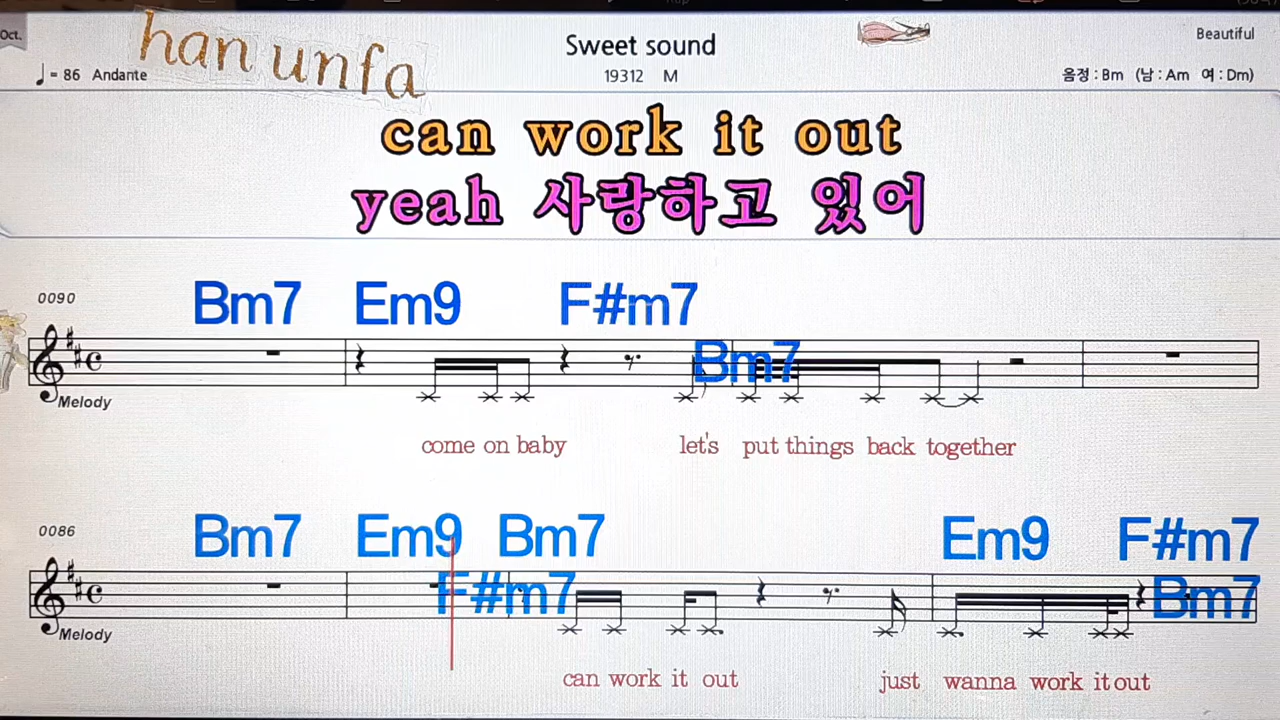 Oct.
han unfa
Sweet sound
Beautiful
♩= 86 Andante
19312 M
음정 : Bm (남 : Am 여 : Dm)
can work it out
yeah 사랑하고 있어
0090
Bm7 Em9 F#m7
Bm7
Melody
come on baby let's put things back together
0086
Bm7 Em9 Bm7 Em9 F#m7
F#m7 Bm7
Melody
can work it out just wanna work it out